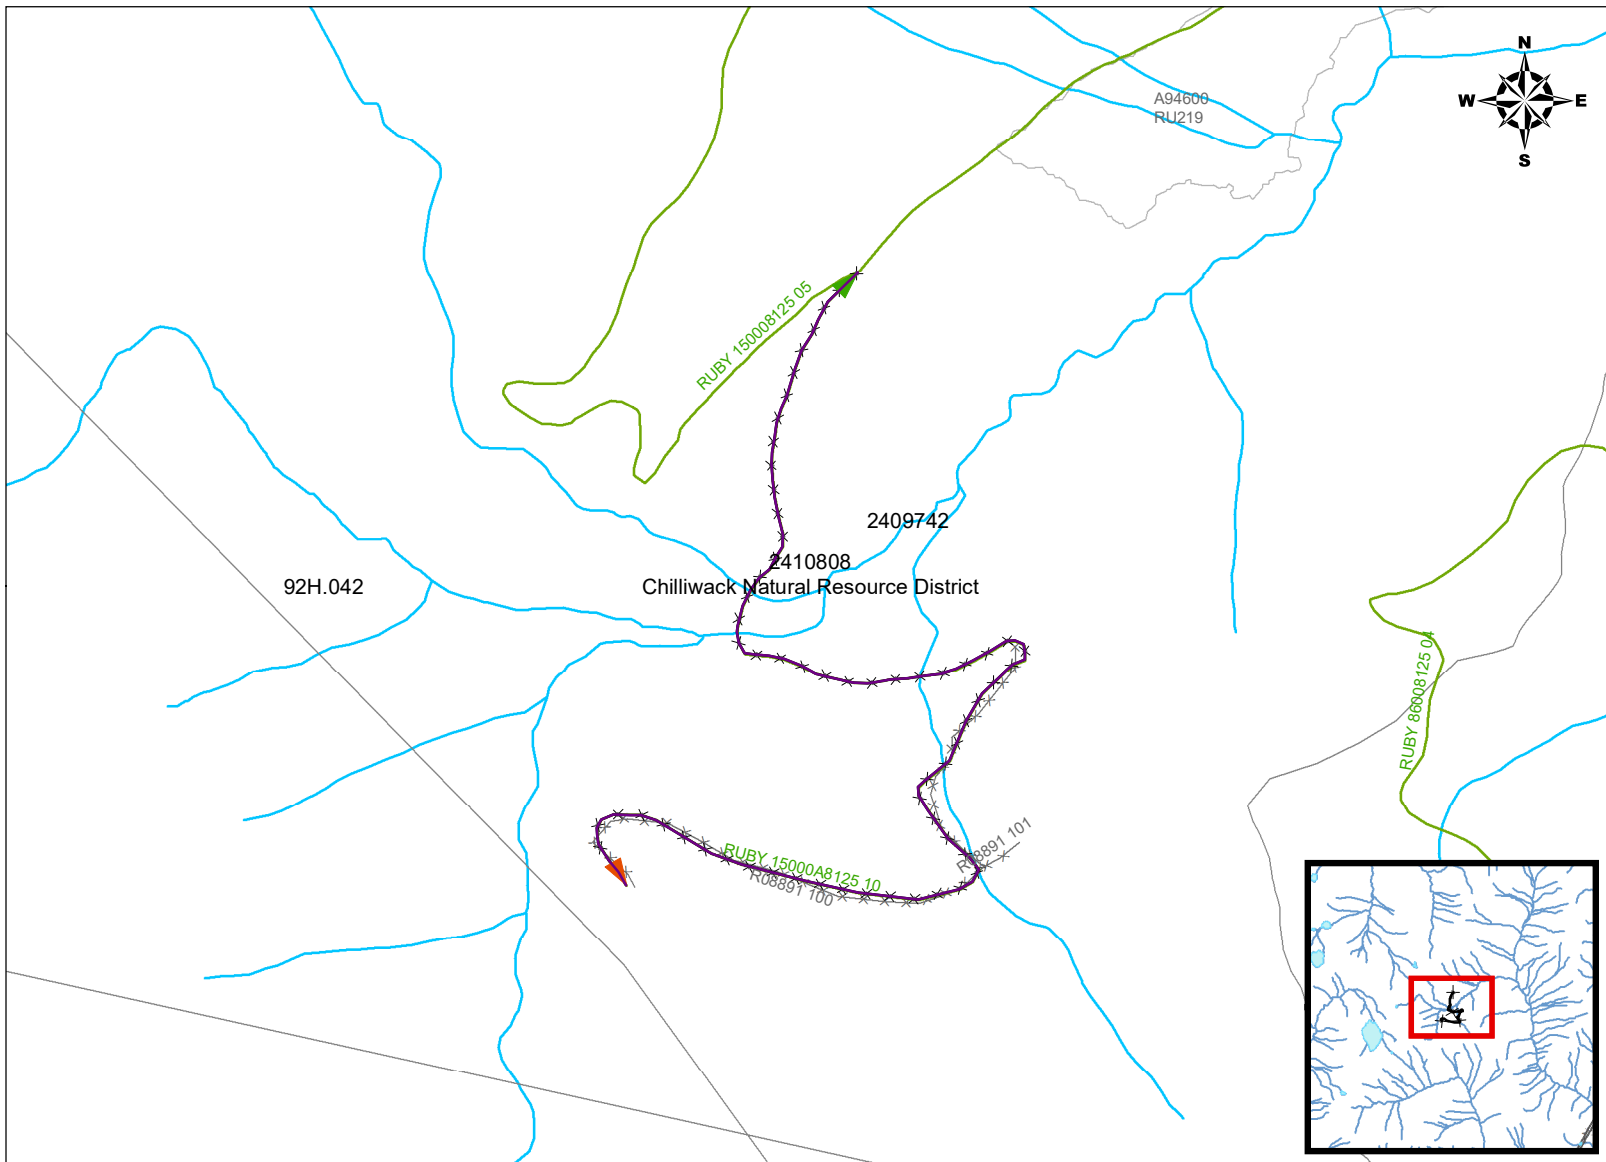 N
A94600
W E
RU219
S
RUBY 150008125 05
2409742
2410808
92H.042
Chilliwack Natural Resource District
RUBY 86008125 04
R08891 101
RUBY 15000A8125 10
R08891 100